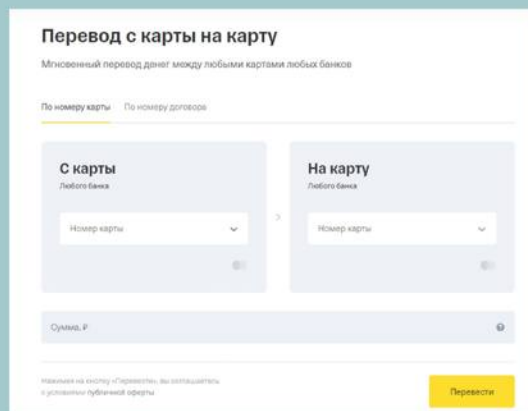 Перевод с карты на карту
Мгновенный перевод денег между любыми картами любых банков
По номеру карты По номеру договора
С карты
Любого банка
Номер карты
На карту
Любого банка
Номер карты
Сумма, ₽
Нажимая на кнопку «Перевести», вы соглашаетесь
с условиями публичной оферты
Перевести